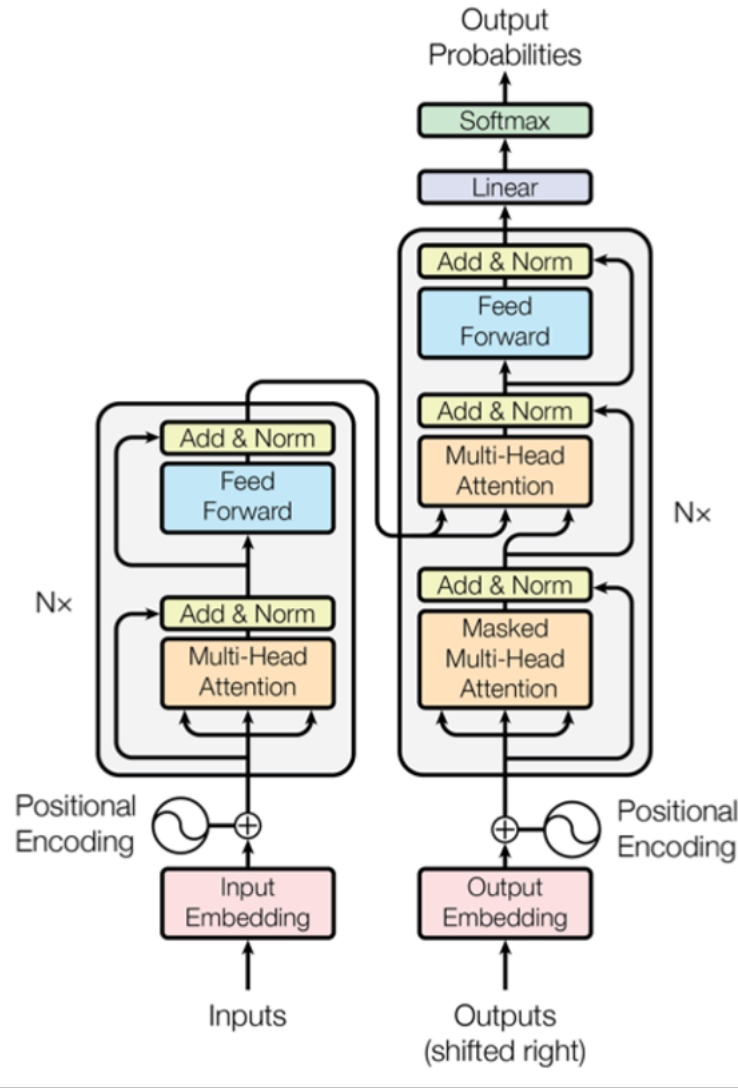 Output
Probabilities
Softmax
Linear
Add & Norm
Feed
Forward
Add & Norm
Multi-Head
Attention
Add & Norm
Masked
Multi-Head
Attention
N×
Add & Norm
Feed
Forward
Add & Norm
Multi-Head
Attention
N×
Positional
Encoding
Positional
Encoding
Input
Embedding
Output
Embedding
Inputs
Outputs
(shifted right)